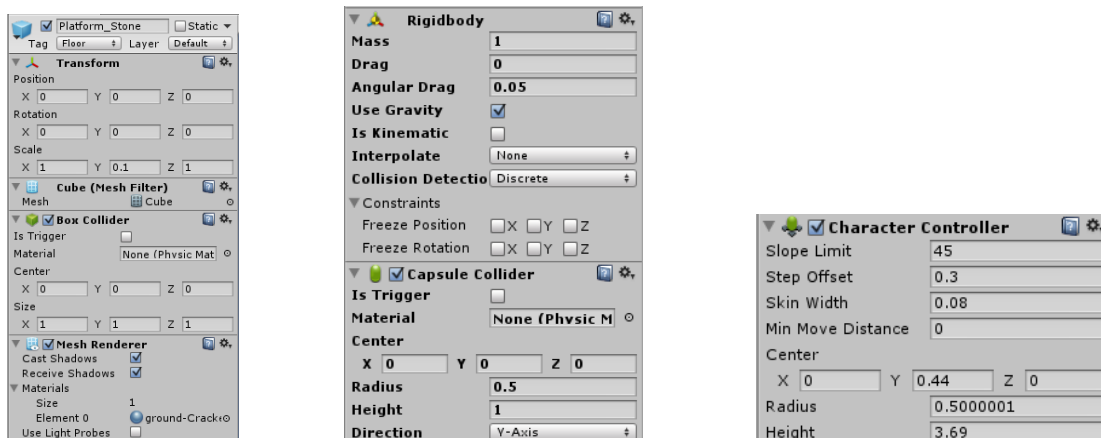 Platform_Stone Static
Tag Floor Layer Default
Transform
Position
X 0 Y 0 Z 0
Rotation
X 0 Y 0 Z 0
Scale
X 1 Y 0.1 Z 1
Cube (Mesh Filter)
Mesh Cube
Box Collider
Is Trigger
Material None (Physic Mat
Center
X 0 Y 0 Z 0
Size
X 1 Y 1 Z 1
Mesh Renderer
Cast Shadows
Receive Shadows
Materials
Size 1
Element 0 ground-Cracke
Use Light Probes
Rigidbody
Mass 1
Drag 0
Angular Drag 0.05
Use Gravity
Is Kinematic
Interpolate None
Collision Detectio Discrete
Constraints
Freeze Position X Y Z
Freeze Rotation X Y Z
Capsule Collider
Is Trigger
Material None (Physic M
Center
X 0 Y 0 Z 0
Radius 0.5
Height 1
Direction Y-Axis
Character Controller
Slope Limit 45
Step Offset 0.3
Skin Width 0.08
Min Move Distance 0
Center
X 0 Y 0.44 Z 0
Radius 0.5000001
Height 3.69